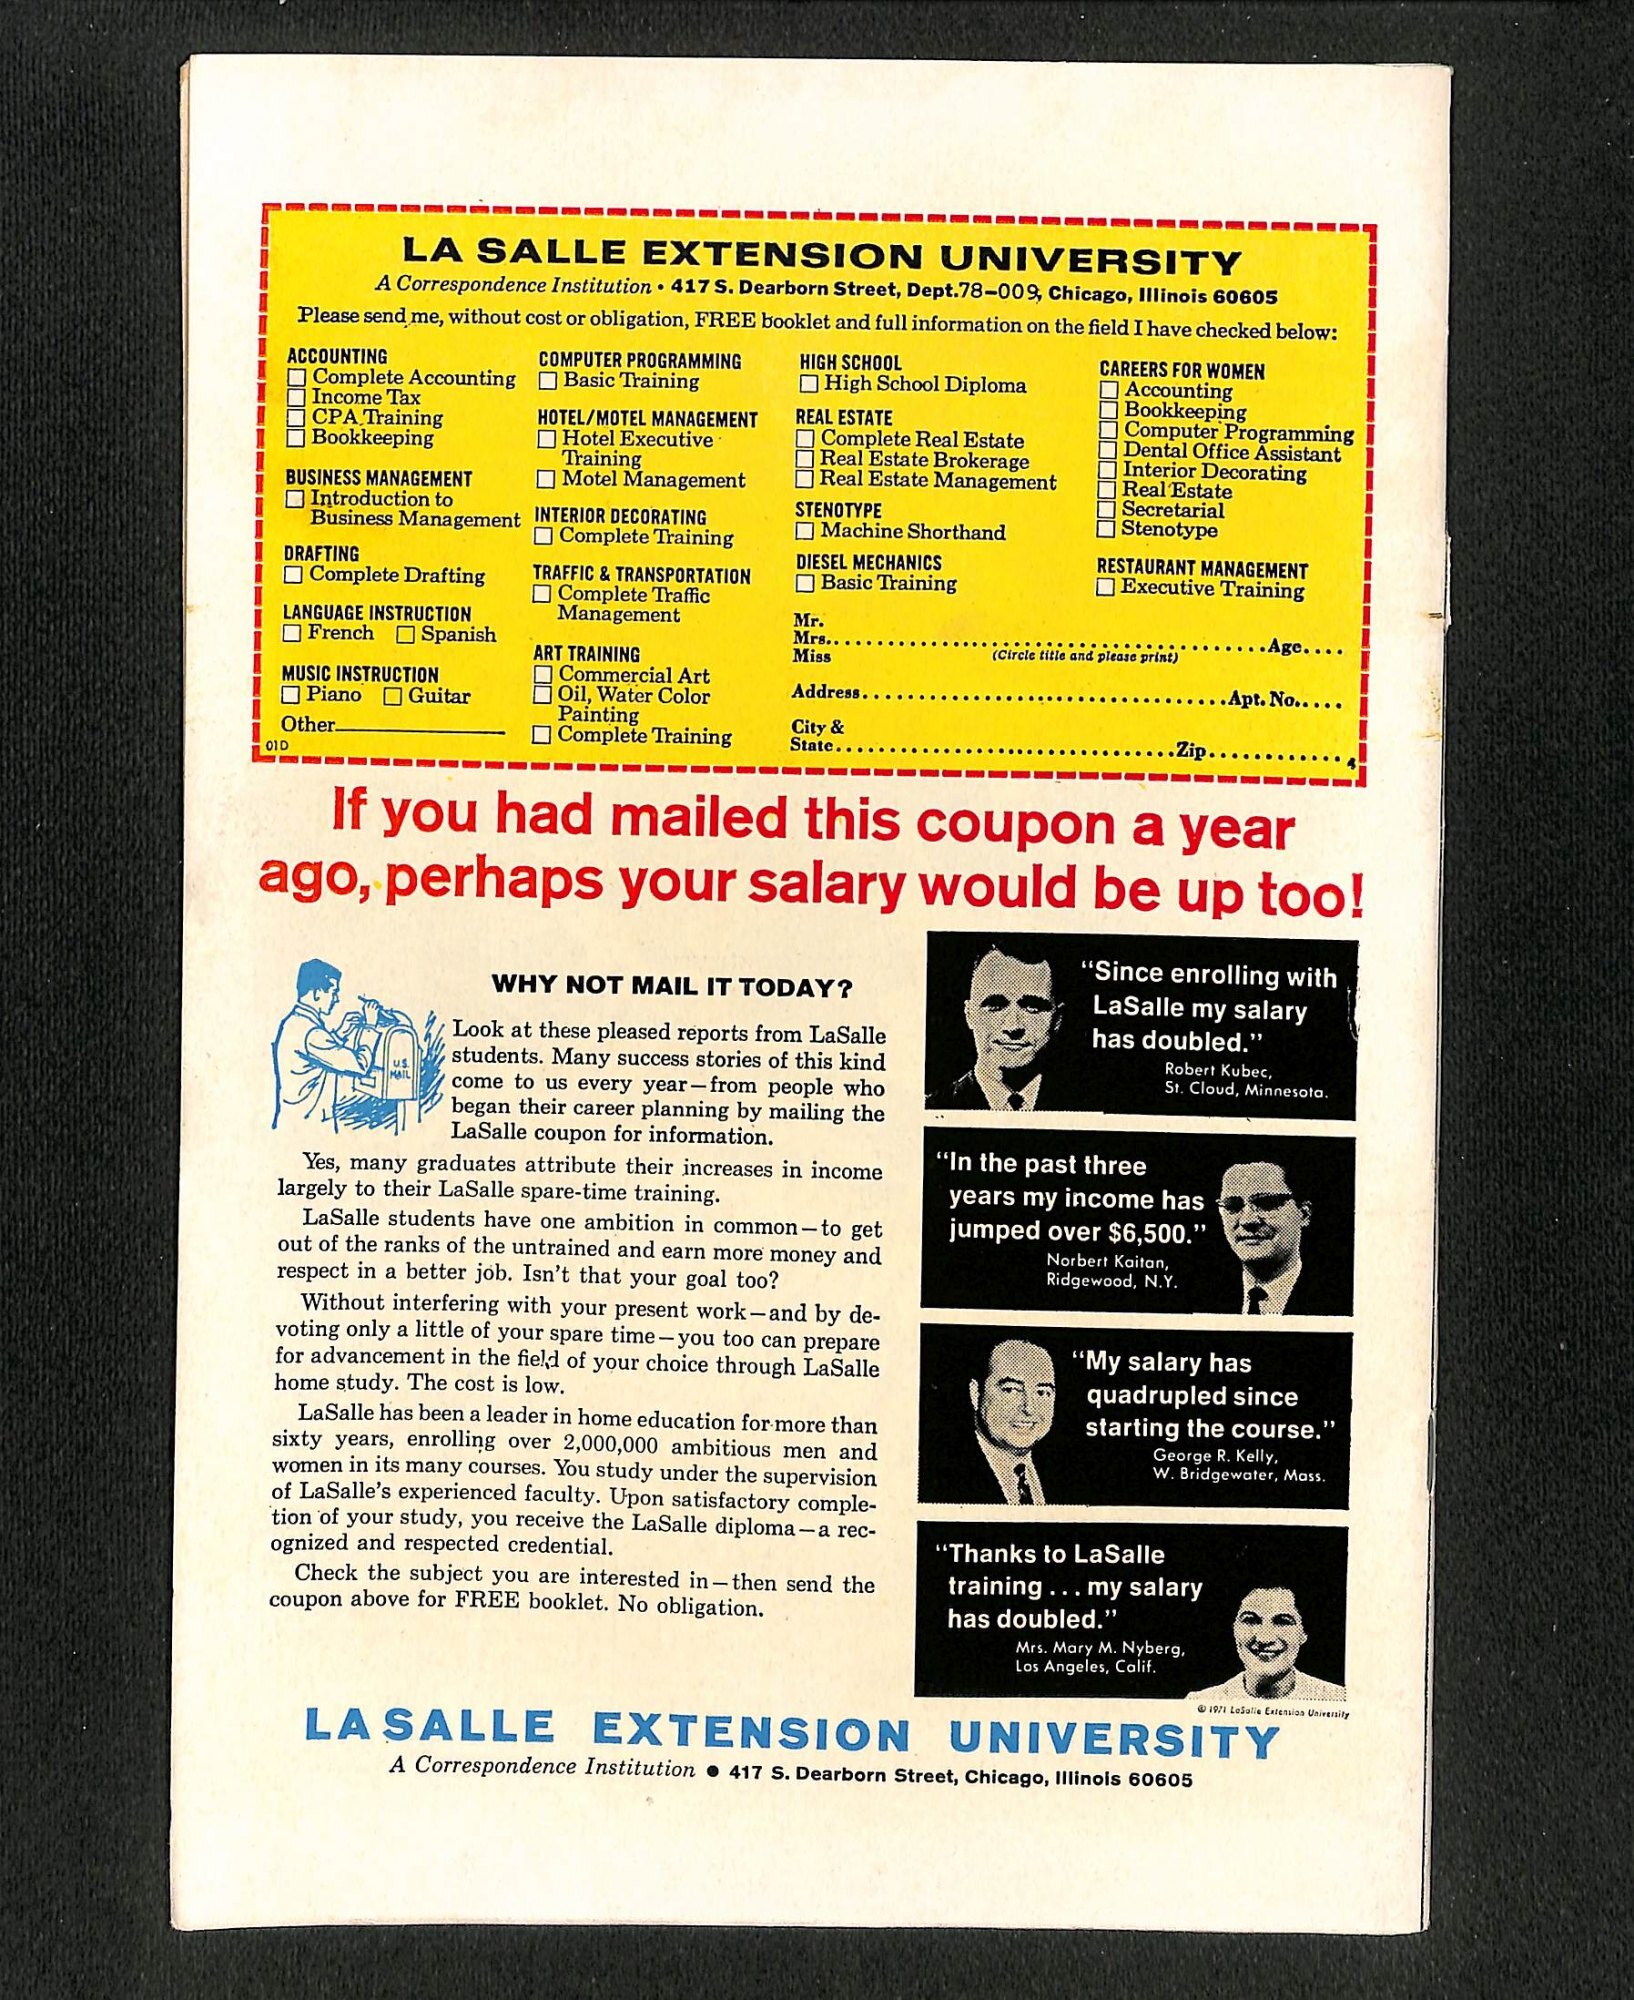 LA SALLE EXTENSION UNIVERSITY
A Correspondence Institution • 417 S. Dearborn Street, Dept. 78-009, Chicago, Illinois 60605
Please send me, without cost or obligation, FREE booklet and full information on the field I have checked below:
ACCOUNTING
Complete Accounting
Income Tax
CPA Training
Bookkeeping
BUSINESS MANAGEMENT
Introduction to
Business Management
DRAFTING
Complete Drafting
LANGUAGE INSTRUCTION
French Spanish
MUSIC INSTRUCTION
Piano Guitar
Other
01D
COMPUTER PROGRAMMING
Basic Training
HOTEL/MOTEL MANAGEMENT
Hotel Executive
Training
Motel Management
INTERIOR DECORATING
Complete Training
TRAFFIC & TRANSPORTATION
Complete Traffic
Management
ART TRAINING
Commercial Art
Oil, Water Color
Painting
Complete Training
HIGH SCHOOL
High School Diploma
REAL ESTATE
Complete Real Estate
Real Estate Brokerage
Real Estate Management
STENOTYPE
Machine Shorthand
DIESEL MECHANICS
Basic Training
CAREERS FOR WOMEN
Accounting
Bookkeeping
Computer Programming
Dental Office Assistant
Interior Decorating
Real Estate
Secretarial
Stenotype
RESTAURANT MANAGEMENT
Executive Training
Mr.
Mrs. Age
Miss (Circle title and please print)
Address Apt. No.
City &
State Zip
4
If you had mailed this coupon a year
ago, perhaps your salary would be up too!
WHY NOT MAIL IT TODAY?
U.S.
MAIL
Look at these pleased reports from LaSalle
students. Many success stories of this kind
come to us every year—from people who
began their career planning by mailing the
LaSalle coupon for information.
Yes, many graduates attribute their increases in income
largely to their LaSalle spare-time training.
LaSalle students have one ambition in common—to get
out of the ranks of the untrained and earn more money and
respect in a better job. Isn't that your goal too?
Without interfering with your present work—and by de-
voting only a little of your spare time—you too can prepare
for advancement in the field of your choice through LaSalle
home study. The cost is low.
LaSalle has been a leader in home education for more than
sixty years, enrolling over 2,000,000 ambitious men and
women in its many courses. You study under the supervision
of LaSalle's experienced faculty. Upon satisfactory comple-
tion of your study, you receive the LaSalle diploma—a rec-
ognized and respected credential.
Check the subject you are interested in—then send the
coupon above for FREE booklet. No obligation.
"Since enrolling with
LaSalle my salary
has doubled."
Robert Kubec,
St. Cloud, Minnesota.
"In the past three
years my income has
jumped over $6,500."
Norbert Kaitan,
Ridgewood, N.Y.
"My salary has
quadrupled since
starting the course."
George R. Kelly,
W. Bridgewater, Mass.
"Thanks to LaSalle
training . . . my salary
has doubled."
Mrs. Mary M. Nyberg,
Los Angeles, Calif.
© 1971 LaSalle Extension University
LA SALLE EXTENSION UNIVERSITY
A Correspondence Institution • 417 S. Dearborn Street, Chicago, Illinois 60605